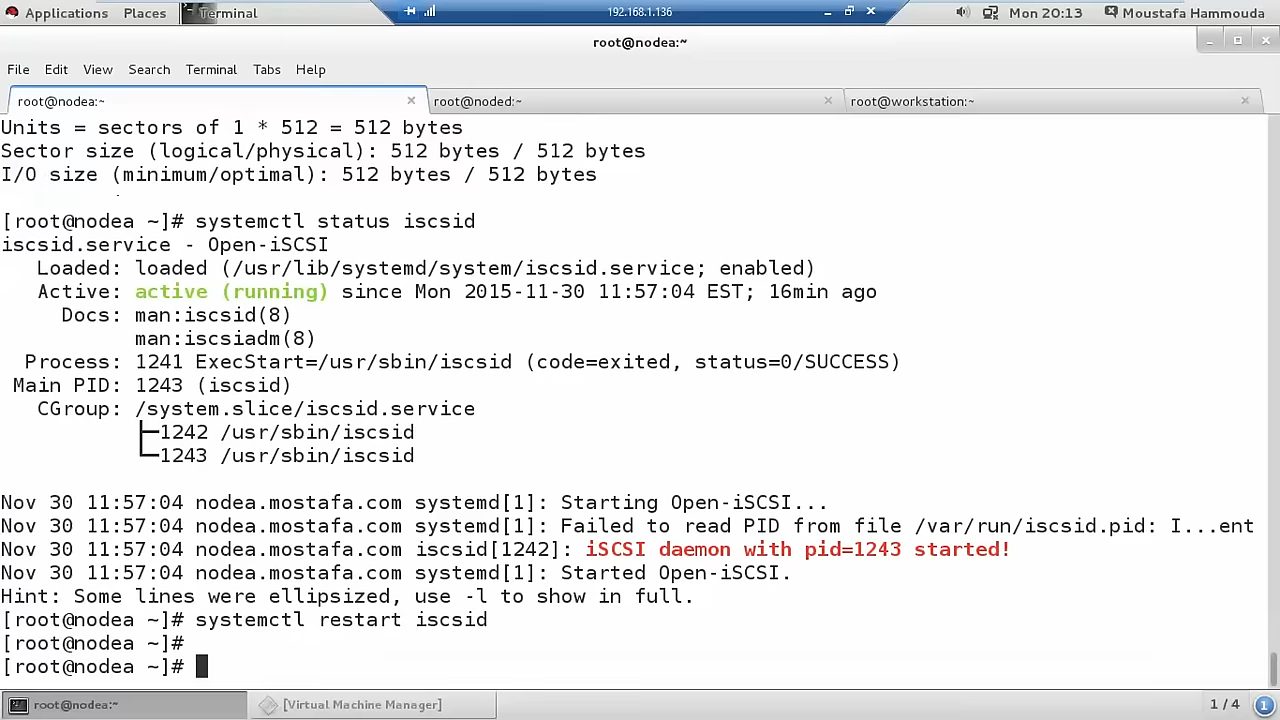 Applications Places Terminal 192.168.1.136 Mon 20:13 Moustafa Hammouda
root@nodea:~
File Edit View Search Terminal Tabs Help
root@nodea:~ root@noded:~ root@workstation:~
Units = sectors of 1 * 512 = 512 bytes
Sector size (logical/physical): 512 bytes / 512 bytes
I/O size (minimum/optimal): 512 bytes / 512 bytes
[root@nodea ~]# systemctl status iscsid
iscsid.service - Open-iSCSI
Loaded: loaded (/usr/lib/systemd/system/iscsid.service; enabled)
Active: active (running) since Mon 2015-11-30 11:57:04 EST; 16min ago
Docs: man:iscsid(8)
man:iscsiadm(8)
Process: 1241 ExecStart=/usr/sbin/iscsid (code=exited, status=0/SUCCESS)
Main PID: 1243 (iscsid)
CGroup: /system.slice/iscsid.service
├─1242 /usr/sbin/iscsid
└─1243 /usr/sbin/iscsid
Nov 30 11:57:04 nodea.mostafa.com systemd[1]: Starting Open-iSCSI...
Nov 30 11:57:04 nodea.mostafa.com systemd[1]: Failed to read PID from file /var/run/iscsid.pid: I...ent
Nov 30 11:57:04 nodea.mostafa.com iscsid[1242]: iSCSI daemon with pid=1243 started!
Nov 30 11:57:04 nodea.mostafa.com systemd[1]: Started Open-iSCSI.
Hint: Some lines were ellipsized, use -l to show in full.
[root@nodea ~]# systemctl restart iscsid
[root@nodea ~]#
[root@nodea ~]#
root@nodea:~ [Virtual Machine Manager] 1 / 4 1